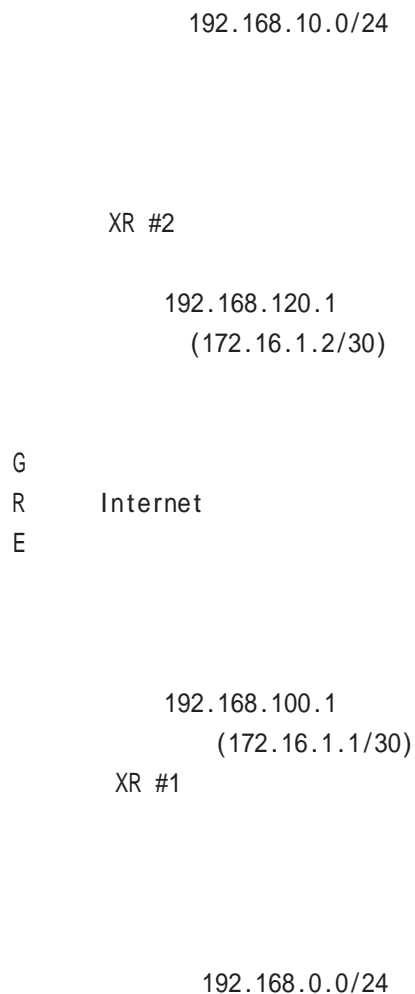 192.168.10.0/24
XR #2
192.168.120.1
(172.16.1.2/30)
G
R Internet
E
192.168.100.1
(172.16.1.1/30)
XR #1
192.168.0.0/24